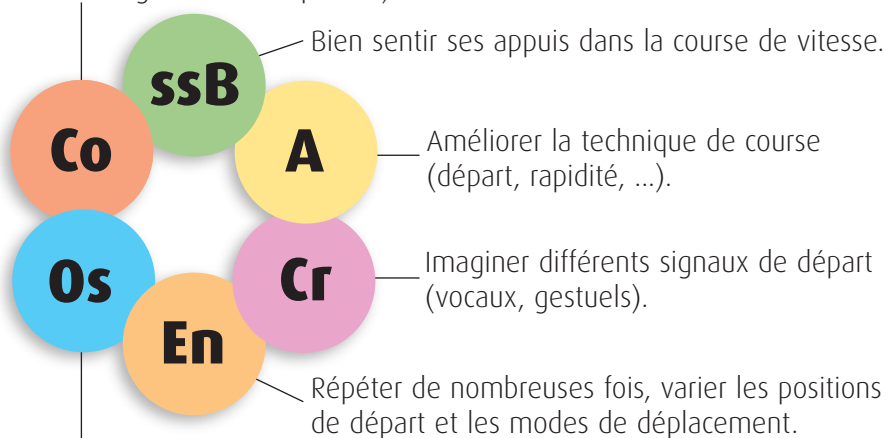 Bien sentir ses appuis dans la course de vitesse.
ssB
Co
A
Améliorer la technique de course
(départ, rapidité, ...).
Os
Cr
Imaginer différents signaux de départ
(vocaux, gestuels).
En
Répéter de nombreuses fois, varier les positions
de départ et les modes de déplacement.